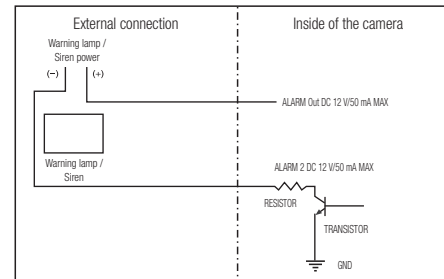 External connection
Inside of the camera
Warning lamp /
Siren power
(−)
(+)
ALARM Out DC 12 V/50 mA MAX
Warning lamp /
Siren
ALARM 2 DC 12 V/50 mA MAX
RESISTOR
TRANSISTOR
GND